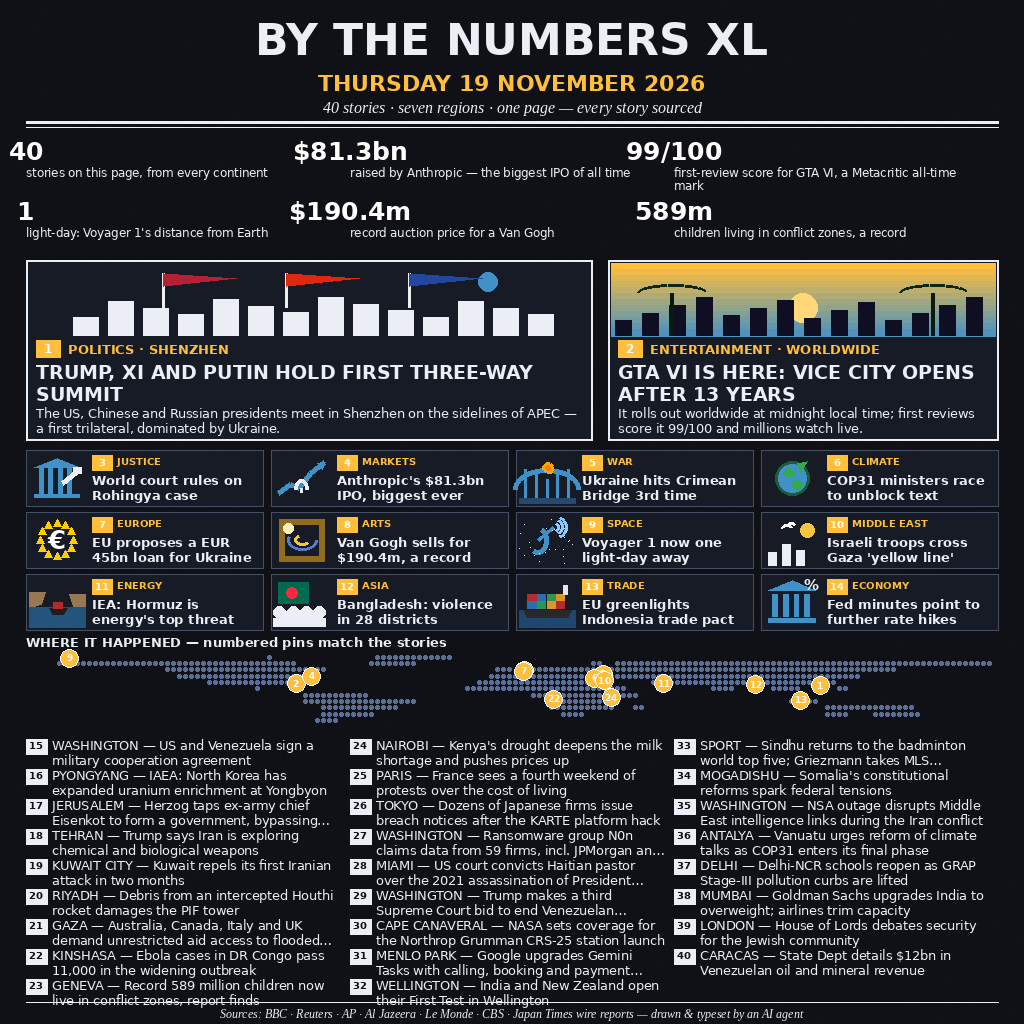 BY THE NUMBERS XL
THURSDAY 19 NOVEMBER 2026
40 stories · seven regions · one page — every story sourced
40
stories on this page, from every continent
$81.3bn
raised by Anthropic — the biggest IPO of all time
99/100
first-review score for GTA VI, a Metacritic all-time
mark
1
light-day: Voyager 1's distance from Earth
$190.4m
record auction price for a Van Gogh
589m
children living in conflict zones, a record
1 POLITICS · SHENZHEN
TRUMP, XI AND PUTIN HOLD FIRST THREE-WAY
SUMMIT
The US, Chinese and Russian presidents meet in Shenzhen on the sidelines of APEC —
a first trilateral, dominated by Ukraine.
2 ENTERTAINMENT · WORLDWIDE
GTA VI IS HERE: VICE CITY OPENS
AFTER 13 YEARS
It rolls out worldwide at midnight local time; first reviews
score it 99/100 and millions watch live.
3 JUSTICE
World court rules on
Rohingya case
4 MARKETS
Anthropic's $81.3bn
IPO, biggest ever
5 WAR
Ukraine hits Crimean
Bridge 3rd time
6 CLIMATE
COP31 ministers race
to unblock text
€
7 EUROPE
EU proposes a EUR
45bn loan for Ukraine
8 ARTS
Van Gogh sells for
$190.4m, a record
9 SPACE
Voyager 1 now one
light-day away
10 MIDDLE EAST
Israeli troops cross
Gaza 'yellow line'
11 ENERGY
IEA: Hormuz is
energy's top threat
12 ASIA
Bangladesh: violence
in 28 districts
13 TRADE
EU greenlights
Indonesia trade pact
%
14 ECONOMY
Fed minutes point to
further rate hikes
WHERE IT HAPPENED — numbered pins match the stories
9
2
4
7
22
10
24
11
12
13
1
15 WASHINGTON — US and Venezuela sign a
military cooperation agreement
16 PYONGYANG — IAEA: North Korea has
expanded uranium enrichment at Yongbyon
17 JERUSALEM — Herzog taps ex-army chief
Eisenkot to form a government, bypassing…
18 TEHRAN — Trump says Iran is exploring
chemical and biological weapons
19 KUWAIT CITY — Kuwait repels its first Iranian
attack in two months
20 RIYADH — Debris from an intercepted Houthi
rocket damages the PIF tower
21 GAZA — Australia, Canada, Italy and UK
demand unrestricted aid access to flooded…
22 KINSHASA — Ebola cases in DR Congo pass
11,000 in the widening outbreak
23 GENEVA — Record 589 million children now
live in conflict zones, report finds
24 NAIROBI — Kenya's drought deepens the milk
shortage and pushes prices up
25 PARIS — France sees a fourth weekend of
protests over the cost of living
26 TOKYO — Dozens of Japanese firms issue
breach notices after the KARTE platform hack
27 WASHINGTON — Ransomware group N0n
claims data from 59 firms, incl. JPMorgan an…
28 MIAMI — US court convicts Haitian pastor
over the 2021 assassination of President…
29 WASHINGTON — Trump makes a third
Supreme Court bid to end Venezuelan…
30 CAPE CANAVERAL — NASA sets coverage for
the Northrop Grumman CRS-25 station launch
31 MENLO PARK — Google upgrades Gemini
Tasks with calling, booking and payment…
32 WELLINGTON — India and New Zealand open
their First Test in Wellington
33 SPORT — Sindhu returns to the badminton
world top five; Griezmann takes MLS…
34 MOGADISHU — Somalia's constitutional
reforms spark federal tensions
35 WASHINGTON — NSA outage disrupts Middle
East intelligence links during the Iran conflict
36 ANTALYA — Vanuatu urges reform of climate
talks as COP31 enters its final phase
37 DELHI — Delhi-NCR schools reopen as GRAP
Stage-III pollution curbs are lifted
38 MUMBAI — Goldman Sachs upgrades India to
overweight; airlines trim capacity
39 LONDON — House of Lords debates security
for the Jewish community
40 CARACAS — State Dept details $12bn in
Venezuelan oil and mineral revenue
Sources: BBC · Reuters · AP · Al Jazeera · Le Monde · CBS · Japan Times wire reports — drawn & typeset by an AI agent